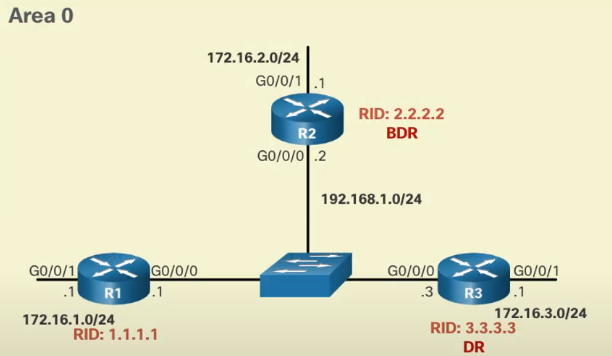 Area 0
172.16.2.0/24
G0/0/1 .1
R2
RID: 2.2.2.2
BDR
G0/0/0 .2
192.168.1.0/24
G0/0/1 G0/0/0
.1 R1 .1
172.16.1.0/24
RID: 1.1.1.1
G0/0/0 G0/0/1
.3 R3 .1
172.16.3.0/24
RID: 3.3.3.3
DR